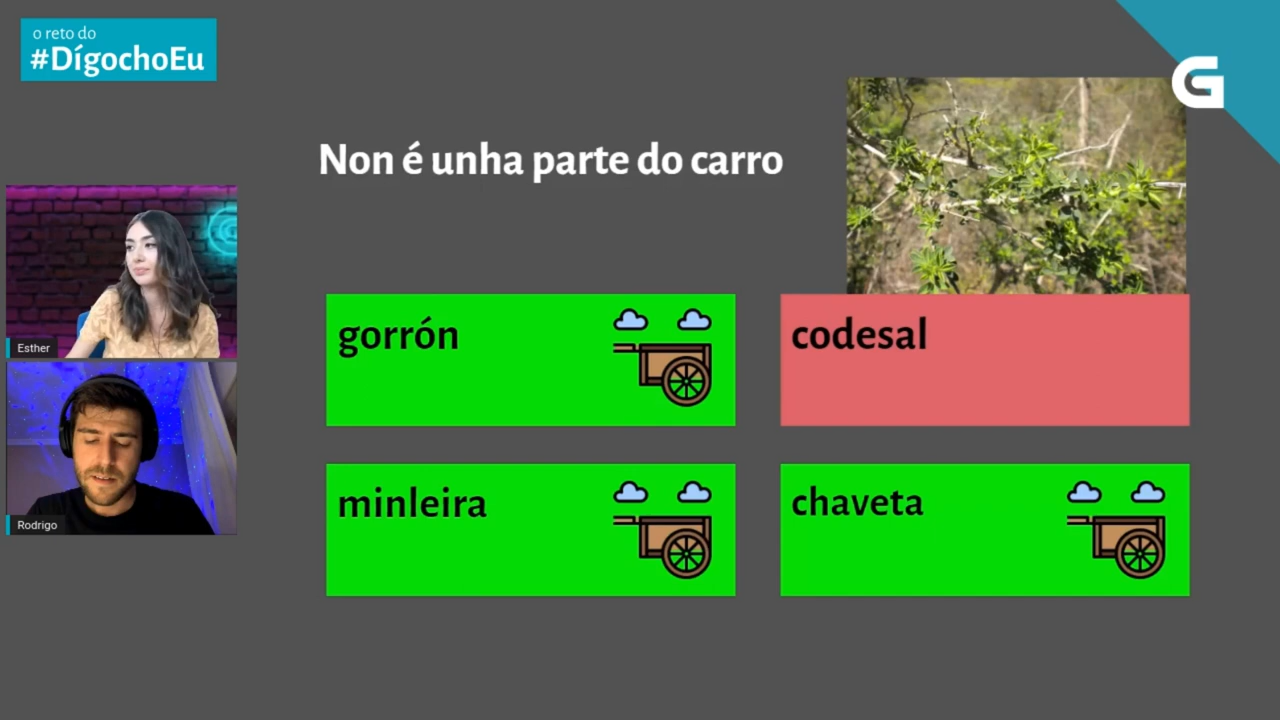 o reto do
#DígochoEu
G
Non é unha parte do carro
Esther
Rodrigo
gorrón
codesal
minleira
chaveta